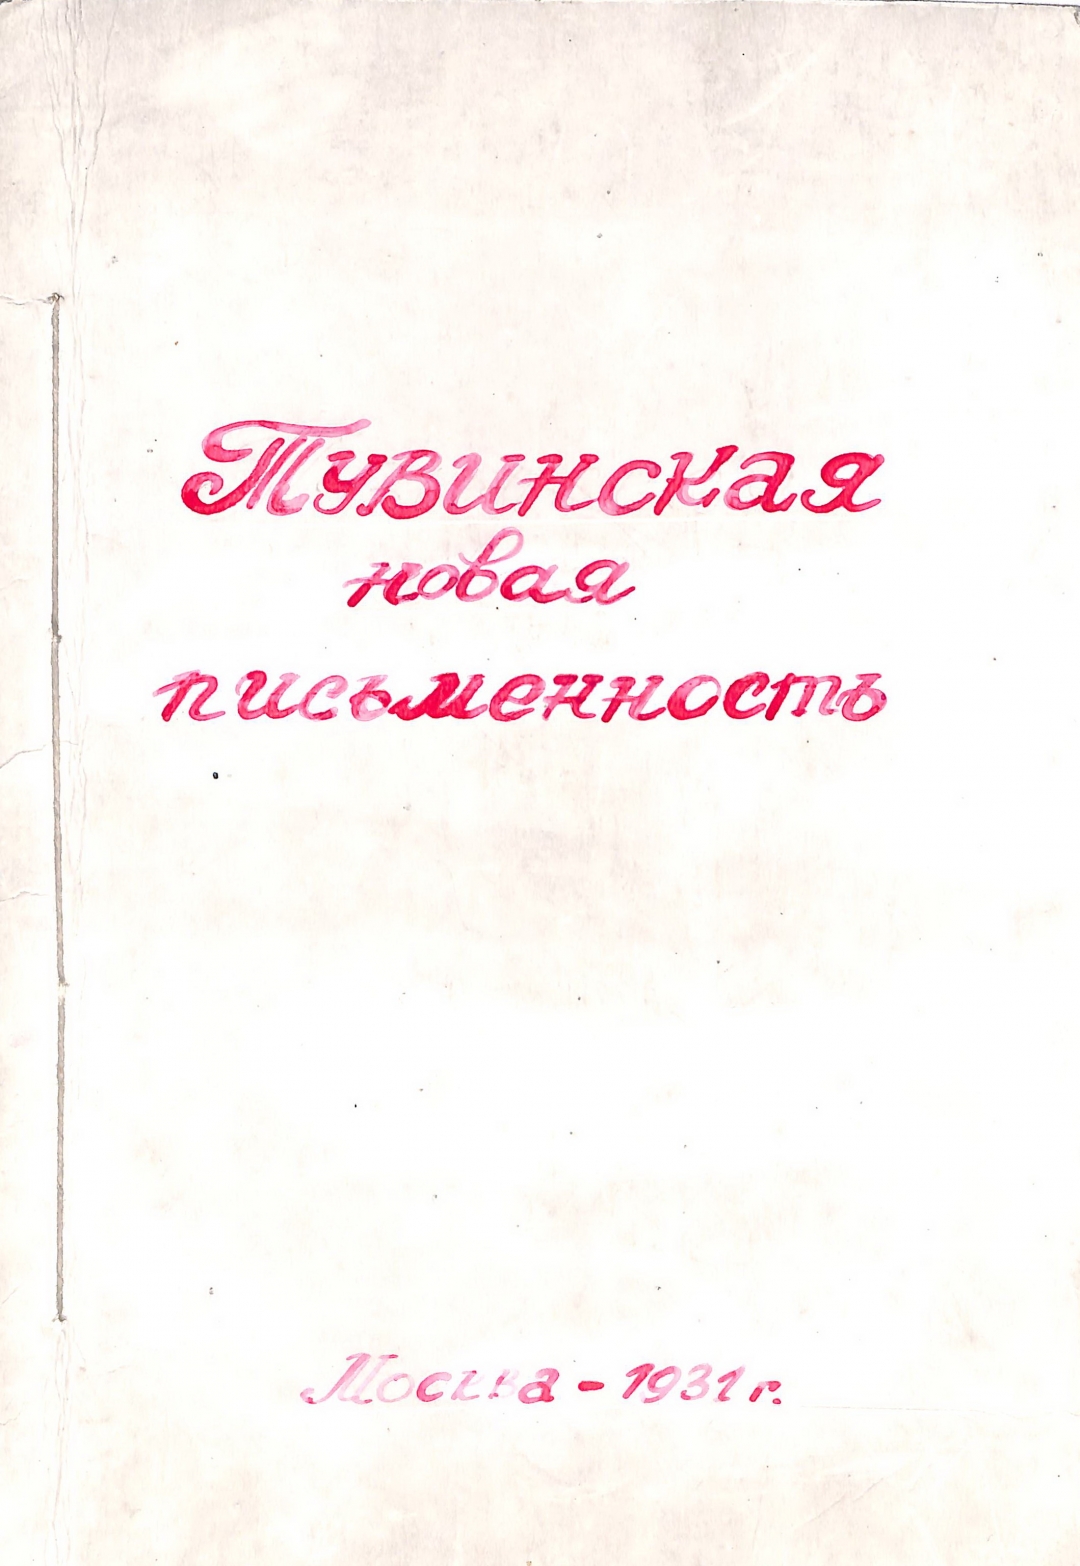 Тувинская
новая
письменность
Москва - 1931 г.